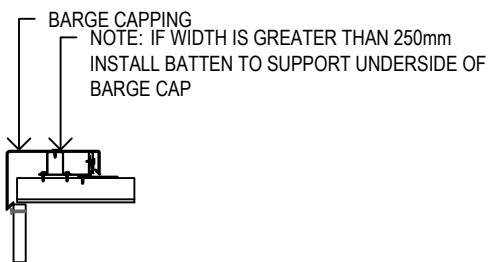 BARGE CAPPING
NOTE: IF WIDTH IS GREATER THAN 250mm
INSTALL BATTEN TO SUPPORT UNDERSIDE OF
BARGE CAP